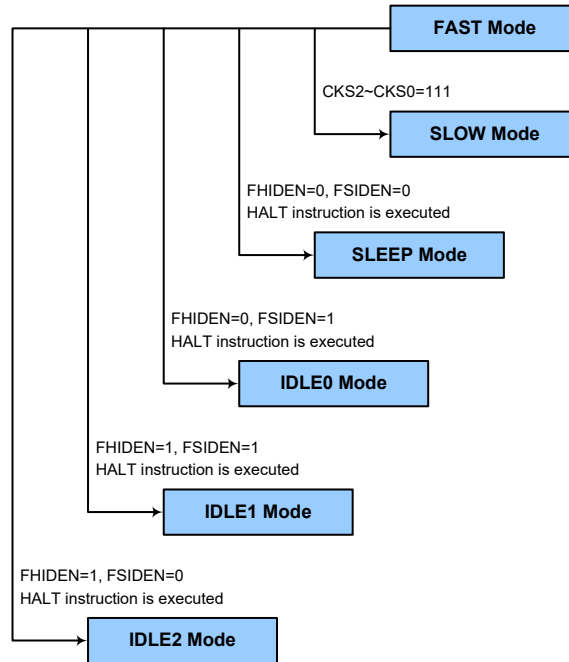 FAST Mode
CKS2~CKS0=111
SLOW Mode
FHIDEN=0, FSIDEN=0
HALT instruction is executed
SLEEP Mode
FHIDEN=0, FSIDEN=1
HALT instruction is executed
IDLE0 Mode
FHIDEN=1, FSIDEN=1
HALT instruction is executed
IDLE1 Mode
FHIDEN=1, FSIDEN=0
HALT instruction is executed
IDLE2 Mode